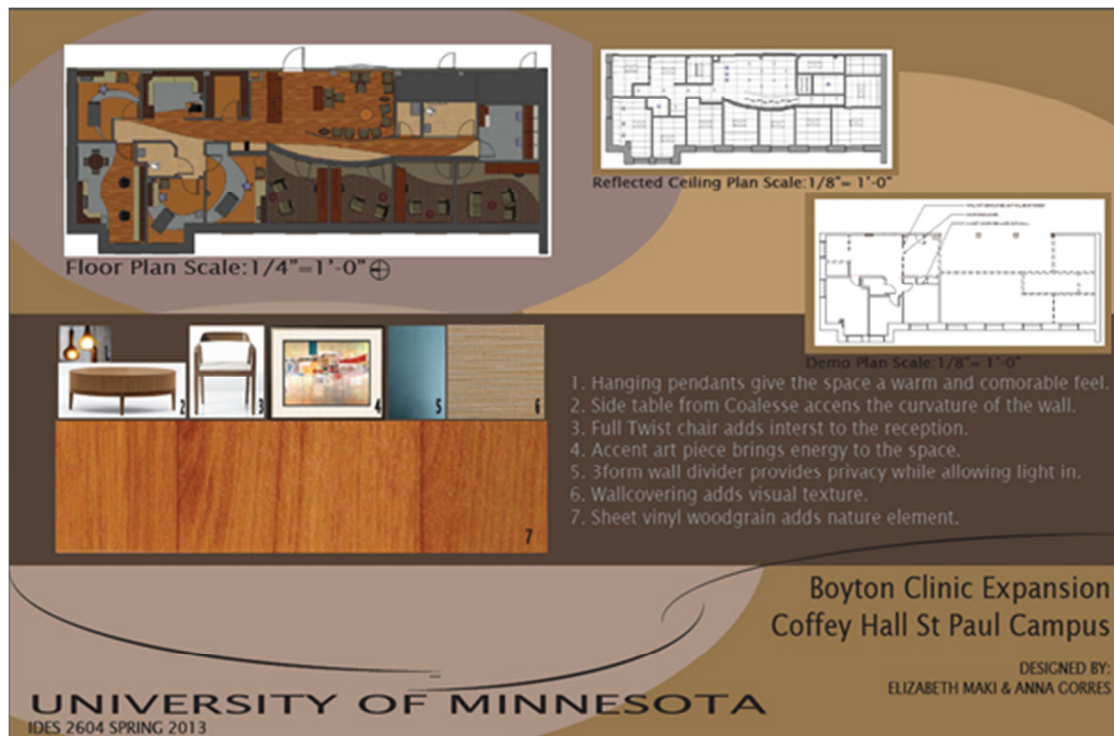 Floor Plan Scale:1/4"=1'-0"
Reflected Ceiling Plan Scale:1/8"= 1'-0"
Demo Plan Scale:1/8"= 1'-0"
1
2
3
4
5
6
7
1. Hanging pendants give the space a warm and comorable feel.
2. Side table from Coalesse accens the curvature of the wall.
3. Full Twist chair adds interst to the reception.
4. Accent art piece brings energy to the space.
5. 3form wall divider provides privacy while allowing light in.
6. Wallcovering adds visual texture.
7. Sheet vinyl woodgrain adds nature element.
Boyton Clinic Expansion
Coffey Hall St Paul Campus
DESIGNED BY:
ELIZABETH MAKI & ANNA GORRES
UNIVERSITY OF MINNESOTA
IDES 2604 SPRING 2013